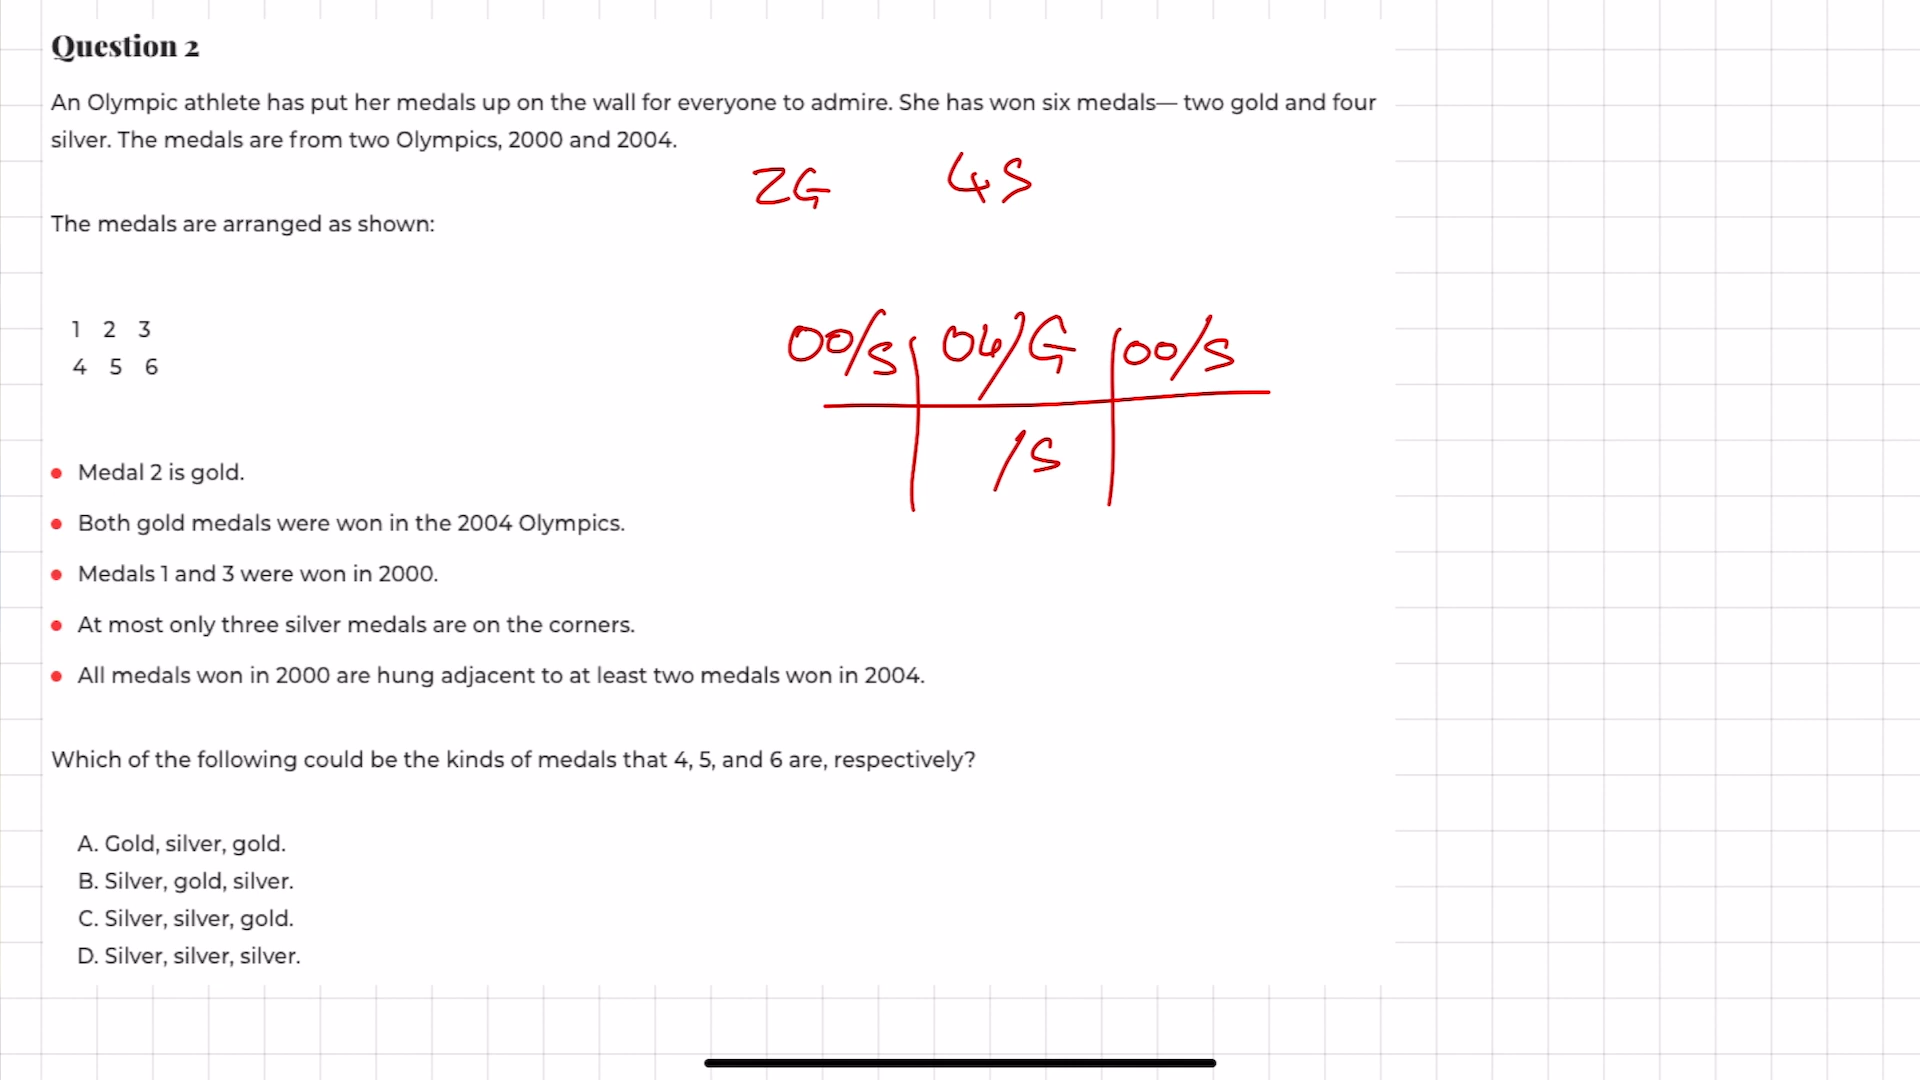 Question 2
An Olympic athlete has put her medals up on the wall for everyone to admire. She has won six medals— two gold and four
silver. The medals are from two Olympics, 2000 and 2004.
2G 4S
The medals are arranged as shown:
1 2 3
4 5 6
00/S 04/G 00/S
/S
Medal 2 is gold.
Both gold medals were won in the 2004 Olympics.
Medals 1 and 3 were won in 2000.
At most only three silver medals are on the corners.
All medals won in 2000 are hung adjacent to at least two medals won in 2004.
Which of the following could be the kinds of medals that 4, 5, and 6 are, respectively?
A. Gold, silver, gold.
B. Silver, gold, silver.
C. Silver, silver, gold.
D. Silver, silver, silver.